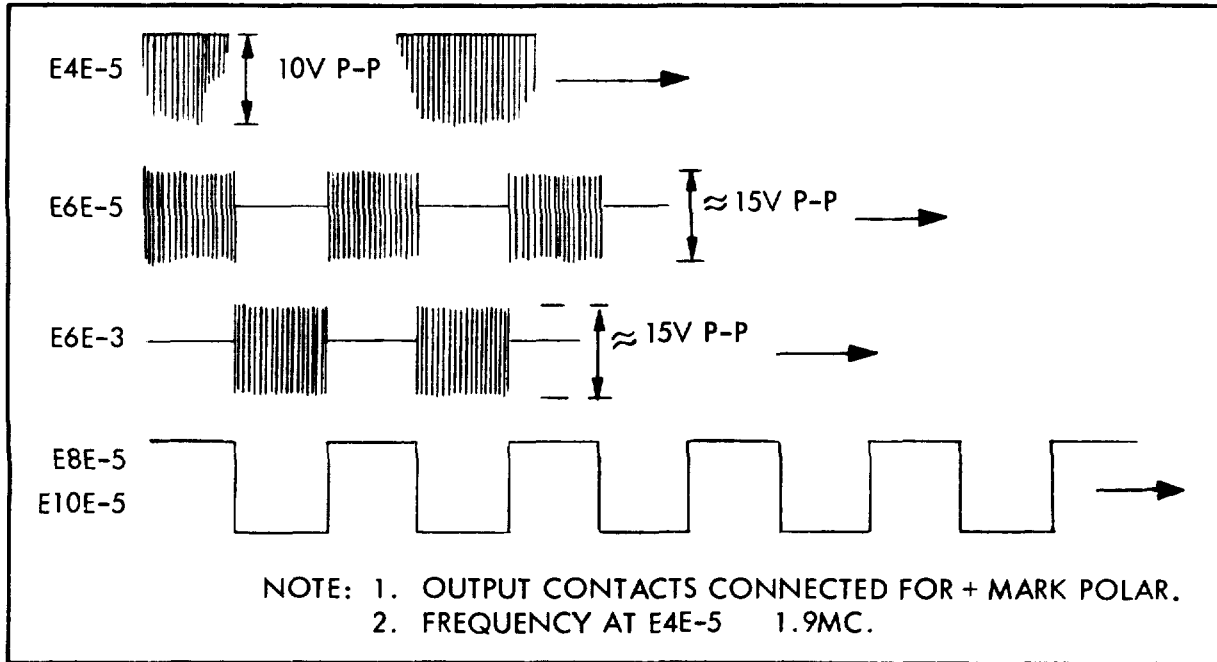 E4E-5 10V P-P
E6E-5 ≈ 15V P-P
E6E-3 ≈ 15V P-P
E8E-5
E10E-5
NOTE: 1. OUTPUT CONTACTS CONNECTED FOR + MARK POLAR.
2. FREQUENCY AT E4E-5 1.9MC.